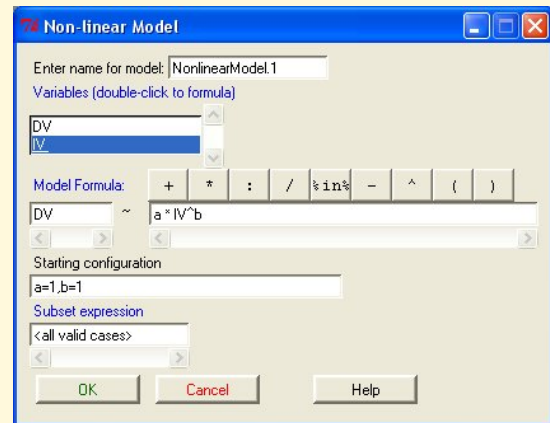 Non-linear Model
Enter name for model: NonlinearModel.1
Variables (double-click to formula)
DV
IV
Model Formula: + * : / %in% - ^ ( )
DV ~ a * IV^b
Starting configuration
a=1,b=1
Subset expression
<all valid cases>
OK Cancel Help